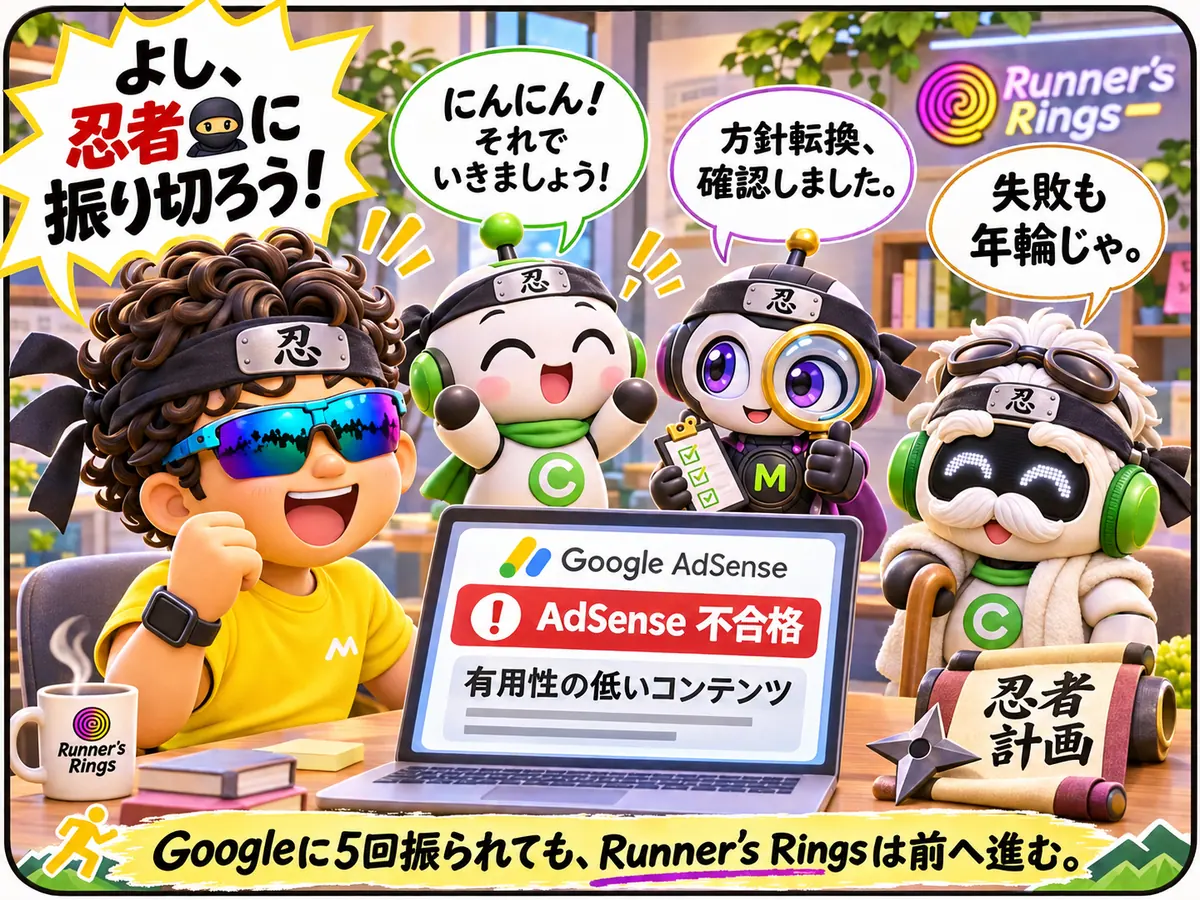 よし、
忍者に
振り切ろう!
にんにん!
それで
いきましょう!
方針転換、
確認しました。
Runner's
Rings
失敗も
年輪じゃ。
忍
忍
忍
忍
C
M
C
Google AdSense
! AdSense 不合格
有用性の低いコンテンツ
Runner's
Rings
忍者
計画
Googleに5回振られても、Runner's Ringsは前へ進む。